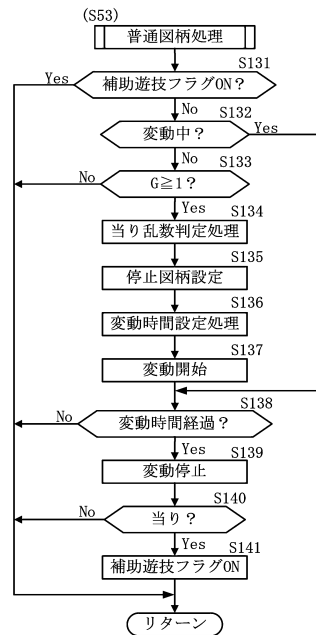 (S53)
普通図柄処理
S131
Yes
補助遊技フラグON？
No
S132
変動中？
Yes
No
S133
No
G≧1？
Yes
S134
当り乱数判定処理
S135
停止図柄設定
S136
変動時間設定処理
S137
変動開始
S138
No
変動時間経過？
Yes
S139
変動停止
S140
No
当り？
Yes
S141
補助遊技フラグON
リターン